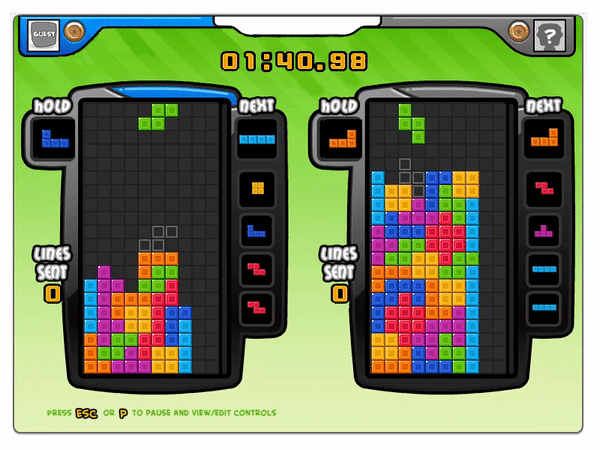 GUEST
?
01:40.98
HOLD
NEXT
HOLD
NEXT
LINES
SENT
0
LINES
SENT
0
PRESS ESC OR P TO PAUSE AND VIEW/EDIT CONTROLS